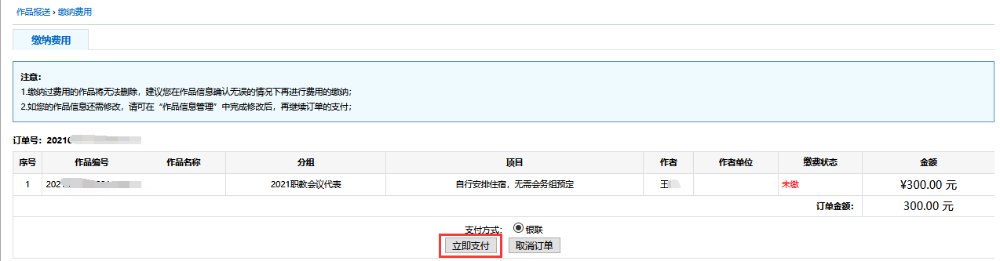 作品报送 › 缴纳费用
缴纳费用
注意：
1.缴纳过费用的作品将无法删除，建议您在作品信息确认无误的情况下再进行费用的缴纳；
2.如您的作品信息还需修改，请可在“作品信息管理”中完成修改后，再继续订单的支付；
订单号：2021
序号 作品编号 作品名称 分组 项目 作者 作者单位 缴费状态 金额
1 202 2021职教会议代表 自行安排住宿，无需会务组预定 王 未缴 ¥300.00 元
订单金额： 300.00 元
支付方式： 银联
立即支付 取消订单